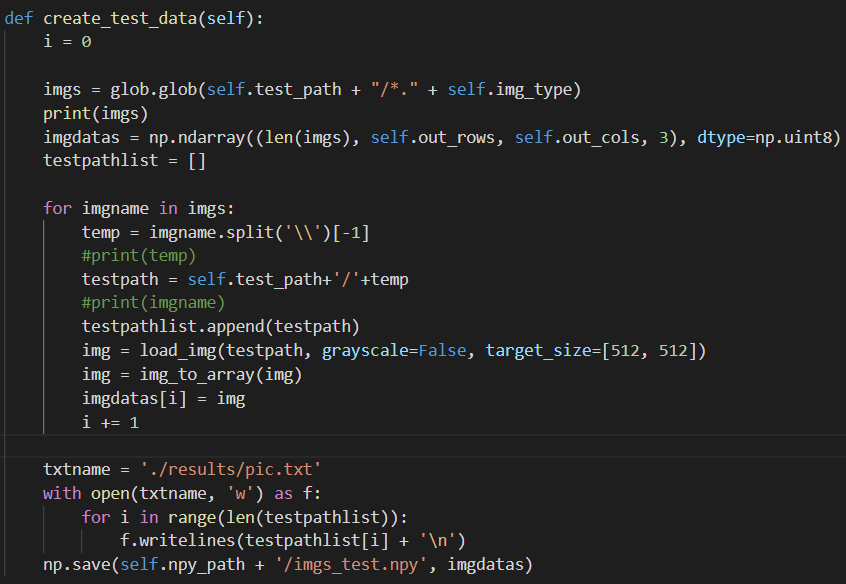 def create_test_data(self):
    i = 0

    imgs = glob.glob(self.test_path + "/*." + self.img_type)
    print(imgs)
    imgdatas = np.ndarray((len(imgs), self.out_rows, self.out_cols, 3), dtype=np.uint8)
    testpathlist = []

    for imgname in imgs:
        temp = imgname.split('\\')[-1]
        #print(temp)
        testpath = self.test_path+'/'+temp
        #print(imgname)
        testpathlist.append(testpath)
        img = load_img(testpath, grayscale=False, target_size=[512, 512])
        img = img_to_array(img)
        imgdatas[i] = img
        i += 1

    txtname = './results/pic.txt'
    with open(txtname, 'w') as f:
        for i in range(len(testpathlist)):
            f.writelines(testpathlist[i] + '\n')
    np.save(self.npy_path + '/imgs_test.npy', imgdatas)